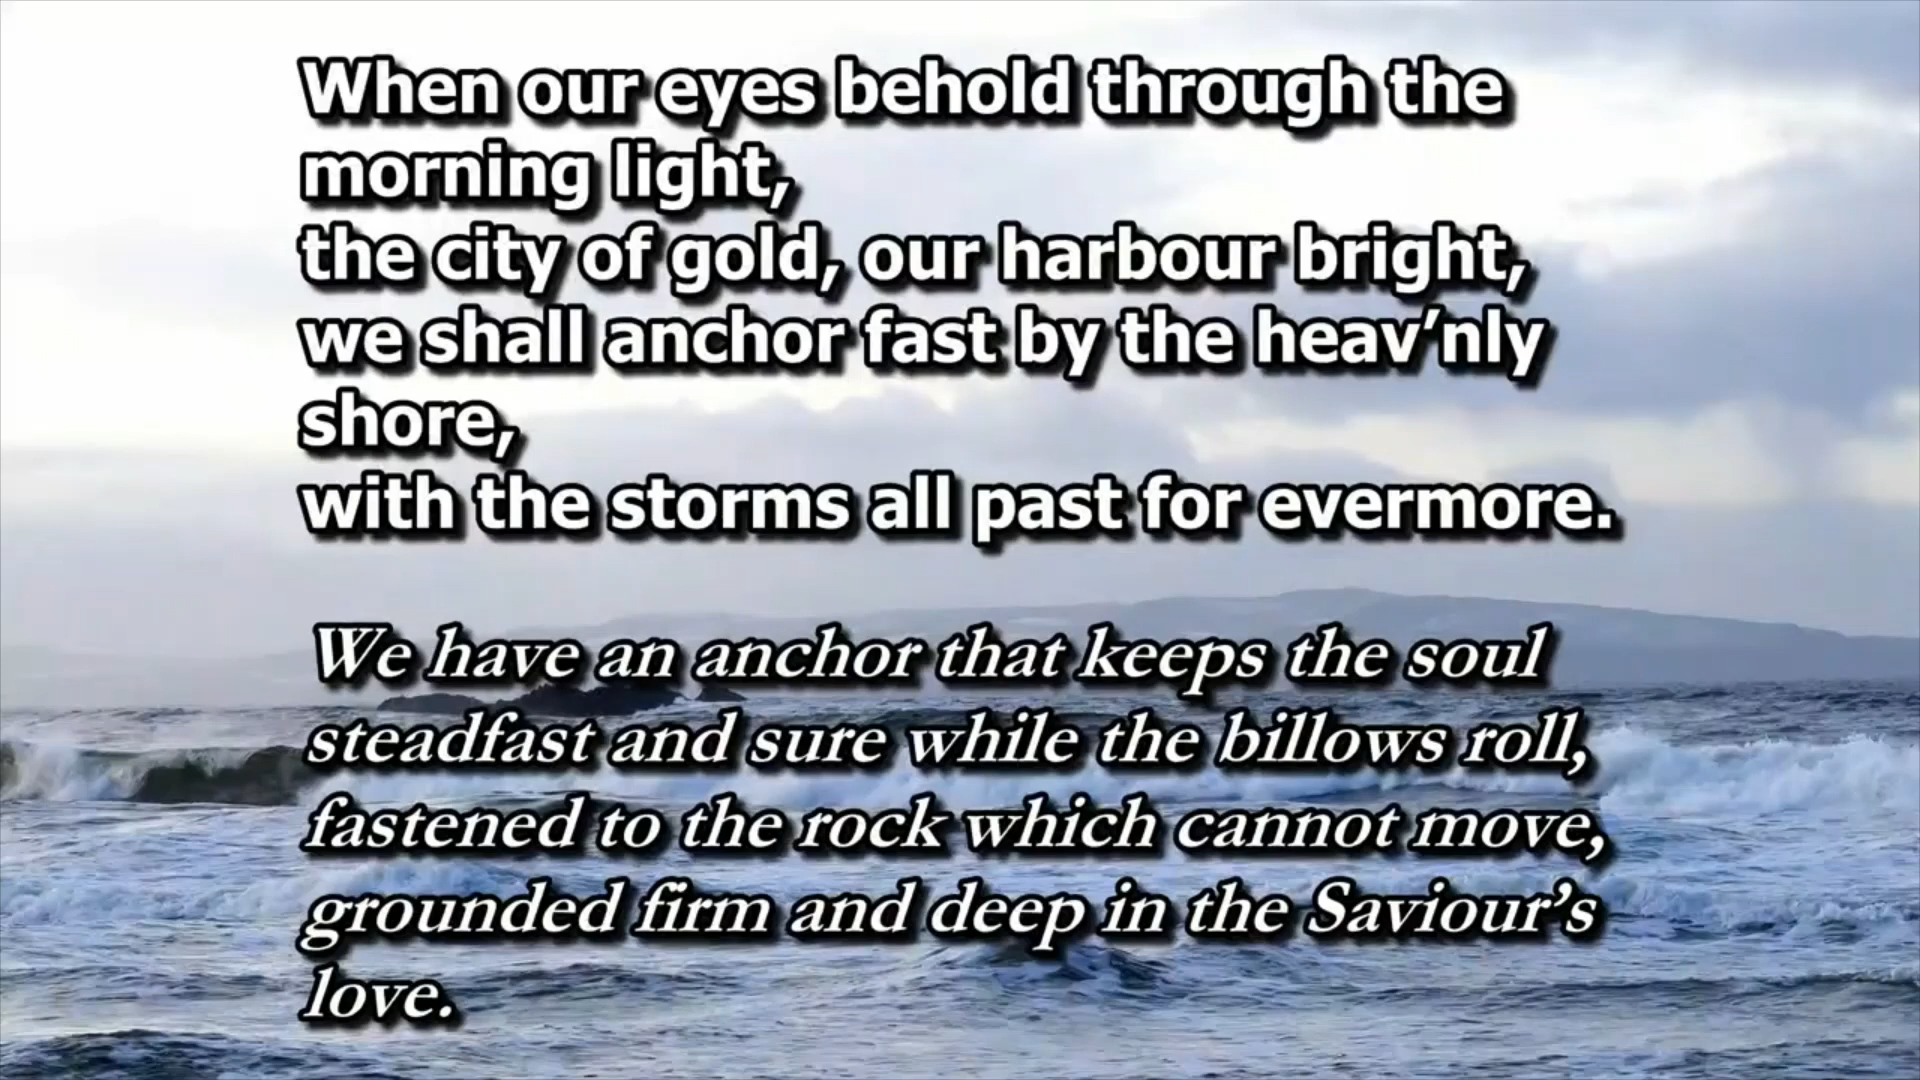 When our eyes behold through the
morning light,
the city of gold, our harbour bright,
we shall anchor fast by the heav’nly
shore,
with the storms all past for evermore.
We have an anchor that keeps the soul
steadfast and sure while the billows roll,
fastened to the rock which cannot move,
grounded firm and deep in the Saviour’s
love.